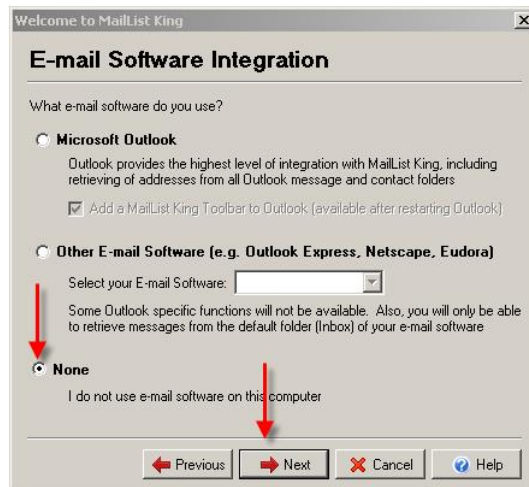 Welcome to MailList King
E-mail Software Integration
What e-mail software do you use?
Microsoft Outlook
Outlook provides the highest level of integration with MailList King, including
retrieving of addresses from all Outlook message and contact folders
Add a MailList King Toolbar to Outlook (available after restarting Outlook)
Other E-mail Software (e.g. Outlook Express, Netscape, Eudora)
Select your E-mail Software:
Some Outlook specific functions will not be available. Also, you will only be able
to retrieve messages from the default folder (Inbox) of your e-mail software
None
I do not use e-mail software on this computer
Previous Next Cancel Help